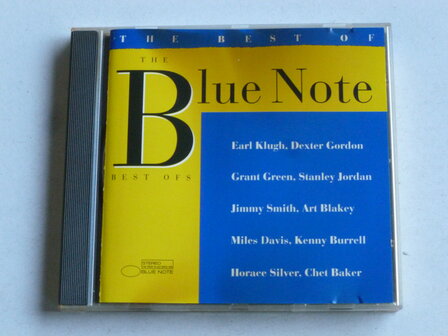 THE BEST OF
THE
Blue Note
BEST OFS
Earl Klugh, Dexter Gordon
Grant Green, Stanley Jordan
Jimmy Smith, Art Blakey
Miles Davis, Kenny Burrell
Horace Silver, Chet Baker
STEREO
BLUE NOTE